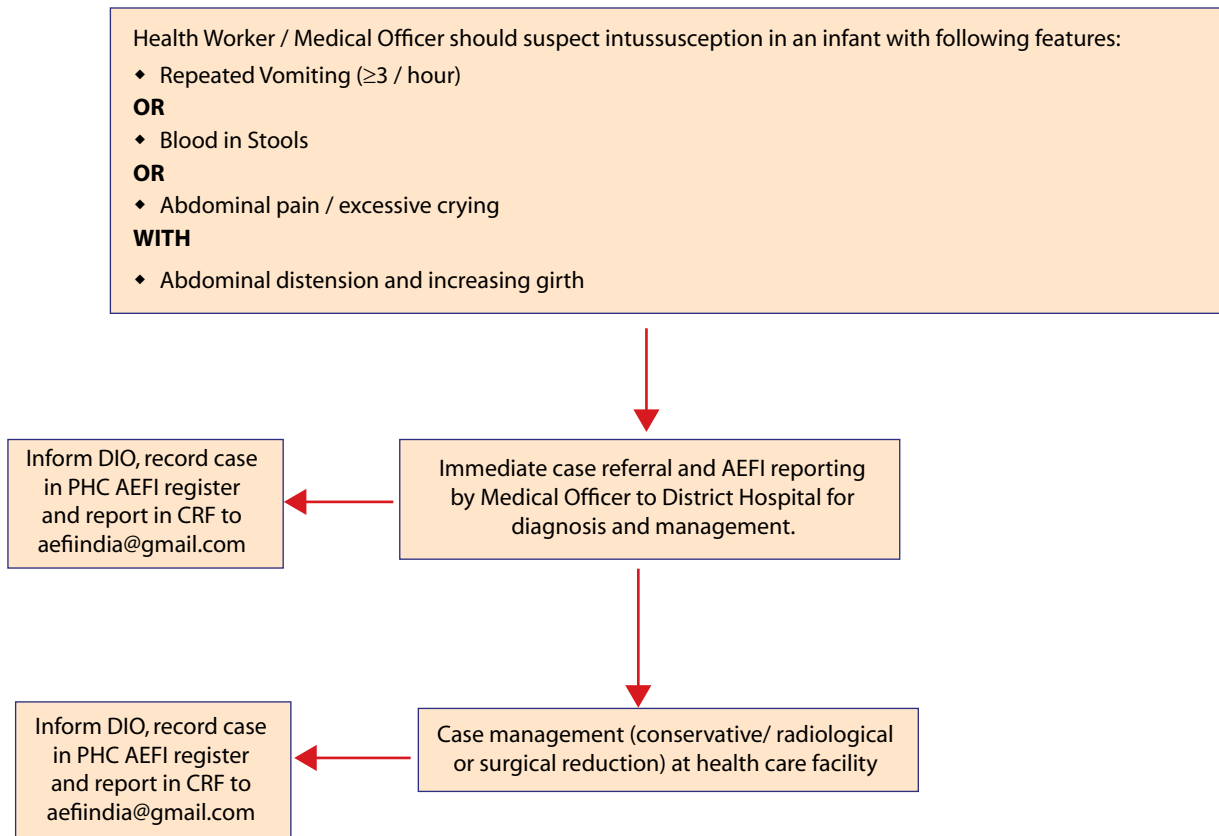 Health Worker / Medical Officer should suspect intussusception in an infant with following features:
◆ Repeated Vomiting (≥3 / hour)
OR
◆ Blood in Stools
OR
◆ Abdominal pain / excessive crying
WITH
◆ Abdominal distension and increasing girth
Immediate case referral and AEFI reporting
by Medical Officer to District Hospital for
diagnosis and management.
Inform DIO, record case
in PHC AEFI register
and report in CRF to
aefiindia@gmail.com
Case management (conservative/ radiological
or surgical reduction) at health care facility
Inform DIO, record case
in PHC AEFI register
and report in CRF to
aefiindia@gmail.com